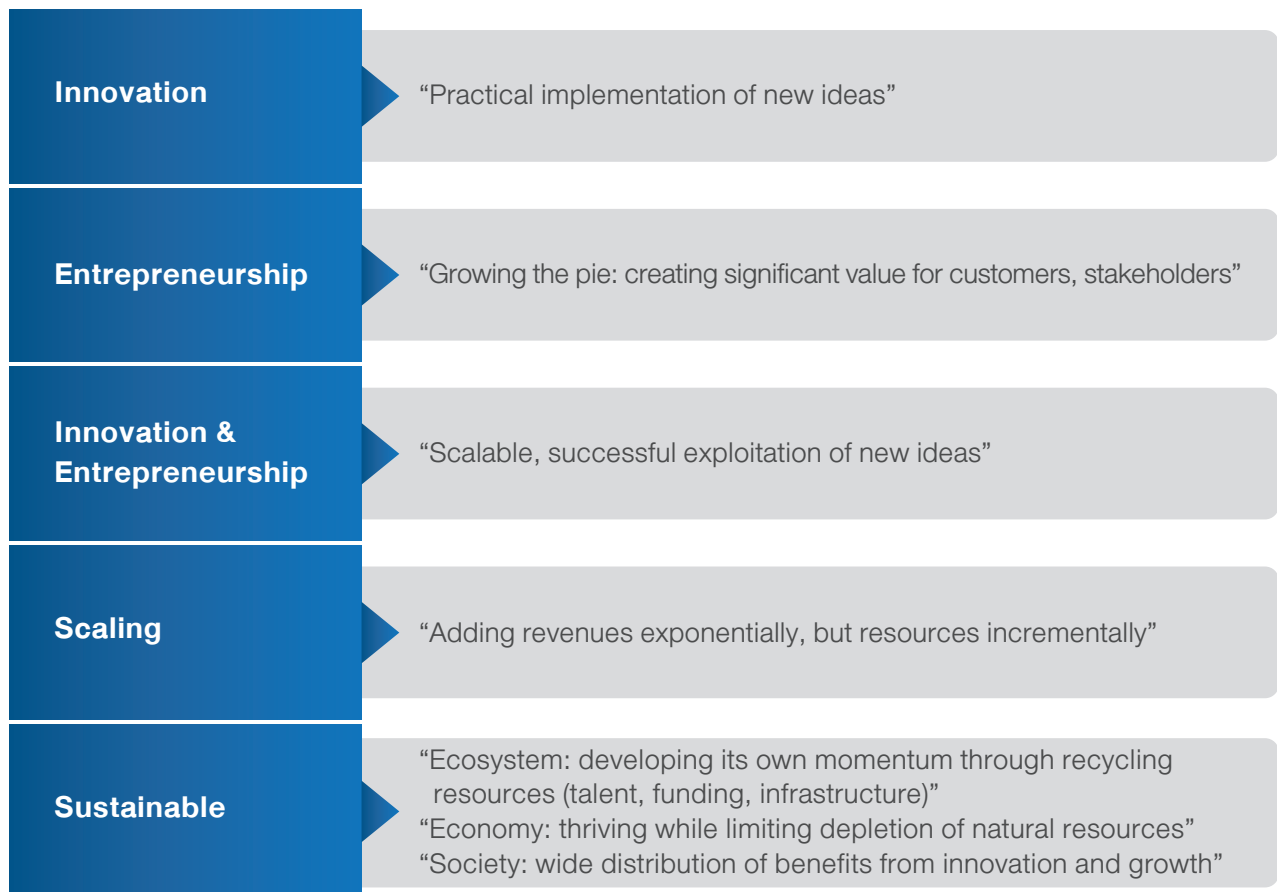 Innovation
“Practical implementation of new ideas”
Entrepreneurship
“Growing the pie: creating significant value for customers, stakeholders”
Innovation &
Entrepreneurship
“Scalable, successful exploitation of new ideas”
Scaling
“Adding revenues exponentially, but resources incrementally”
Sustainable
“Ecosystem: developing its own momentum through recycling
resources (talent, funding, infrastructure)”
“Economy: thriving while limiting depletion of natural resources”
“Society: wide distribution of benefits from innovation and growth”